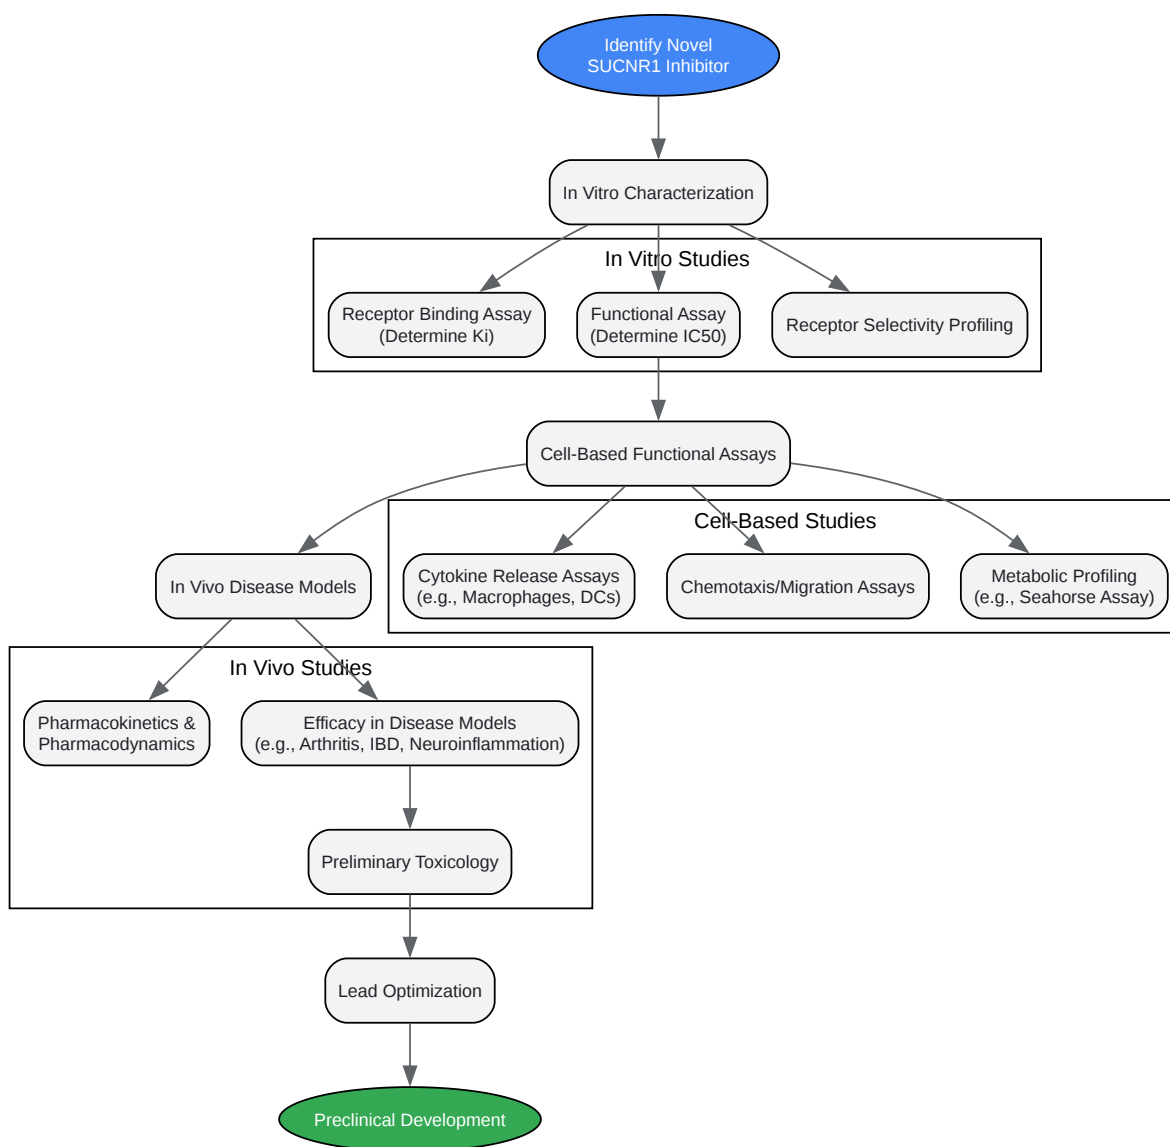 Identify Novel
SUCNR1 Inhibitor
In Vitro Characterization
In Vitro Studies
Receptor Binding Assay
(Determine Ki)
Functional Assay
(Determine IC50)
Receptor Selectivity Profiling
Cell-Based Functional Assays
Cell-Based Studies
In Vivo Disease Models
Cytokine Release Assays
(e.g., Macrophages, DCs)
Chemotaxis/Migration Assays
Metabolic Profiling
(e.g., Seahorse Assay)
In Vivo Studies
Pharmacokinetics &
Pharmacodynamics
Efficacy in Disease Models
(e.g., Arthritis, IBD, Neuroinflammation)
Preliminary Toxicology
Lead Optimization
Preclinical Development